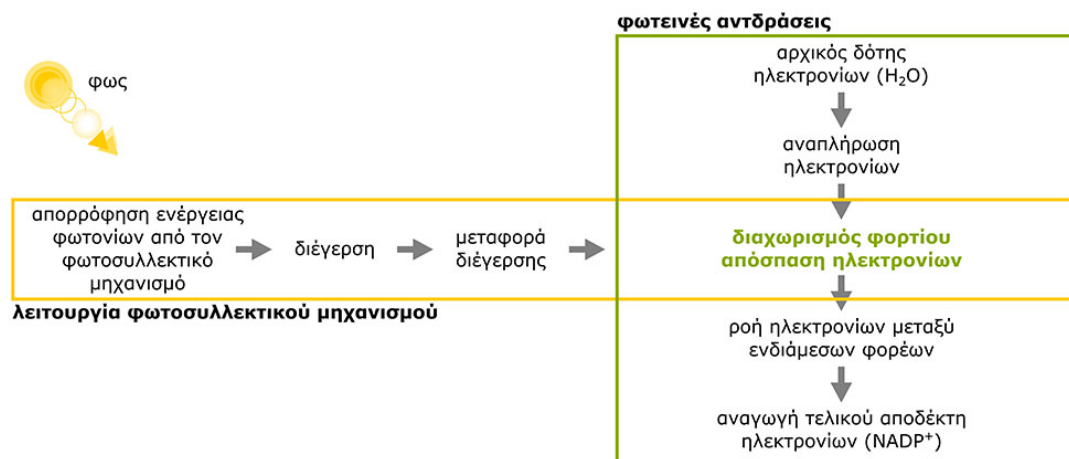 φωτεινές αντδράσεις
αρχικός δότης
ηλεκτρονίων (H₂O)
φως
αναπλήρωση
ηλεκτρονίων
απορρόφηση ενέργειας
φωτονίων από τον
φωτοσυλλεκτικό
μηχανισμό
διέγερση
μεταφορά
διέγερσης
διαχωρισμός φορτίου
απόσπαση ηλεκτρονίων
λειτουργία φωτοσυλλεκτικού μηχανισμού
ροή ηλεκτρονίων μεταξύ
ενδιάμεσων φορέων
αναγωγή τελικού αποδέκτη
ηλεκτρονίων (NADP⁺)